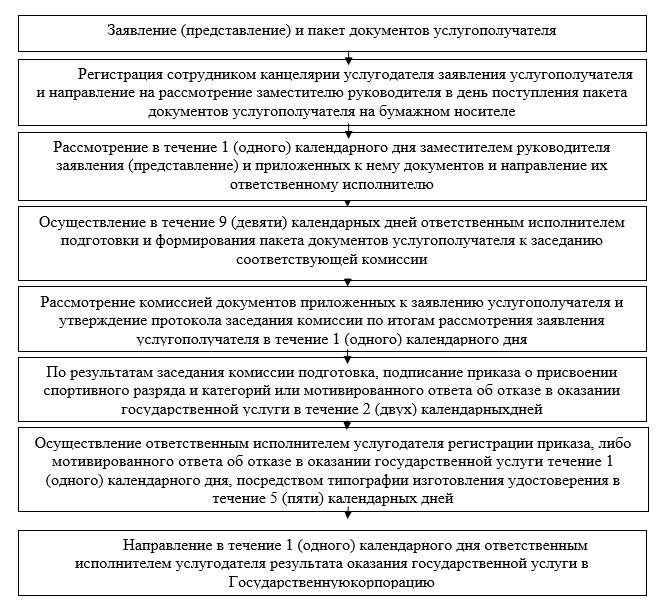 Заявление (представление) и пакет документов услугополучателя
Регистрация сотрудником канцелярии услугодателя заявления услугополучателя
и направление на рассмотрение заместителю руководителя в день поступления пакета
документов услугополучателя на бумажном носителе
Рассмотрение в течение 1 (одного) календарного дня заместителем руководителя
заявления (представление) и приложенных к нему документов и направление их
ответственному исполнителю
Осуществление в течение 9 (девяти) календарных дней ответственным исполнителем
подготовки и формирования пакета документов услугополучателя к заседанию
соответствующей комиссии
Рассмотрение комиссией документов приложенных к заявлению услугополучателя и
утверждение протокола заседания комиссии по итогам рассмотрения заявления
услугополучателя в течение 1 (одного) календарного дня
По результатам заседания комиссии подготовка, подписание приказа о присвоении
спортивного разряда и категорий или мотивированного ответа об отказе в оказании
государственной услуги в течение 2 (двух) календарныхдней
Осуществление ответственным исполнителем услугодателя регистрации приказа, либо
мотивированного ответа об отказе в оказании государственной услуги течение 1
(одного) календарного дня, посредством типографии изготовления удостоверения в
течение 5 (пяти) календарных дней
Направление в течение 1 (одного) календарного дня ответственным
исполнителем услугодателя результата оказания государственной услуги в
Государственнуюкорпорацию